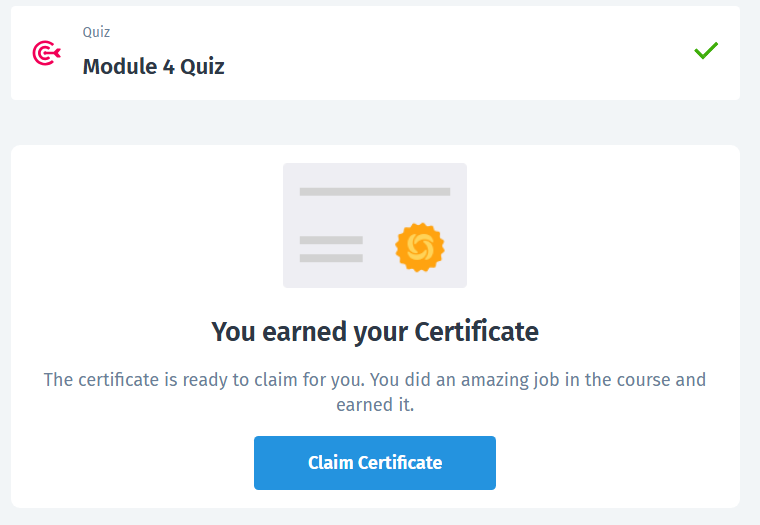 Quiz
Module 4 Quiz
You earned your Certificate
The certificate is ready to claim for you. You did an amazing job in the course and
earned it.
Claim Certificate